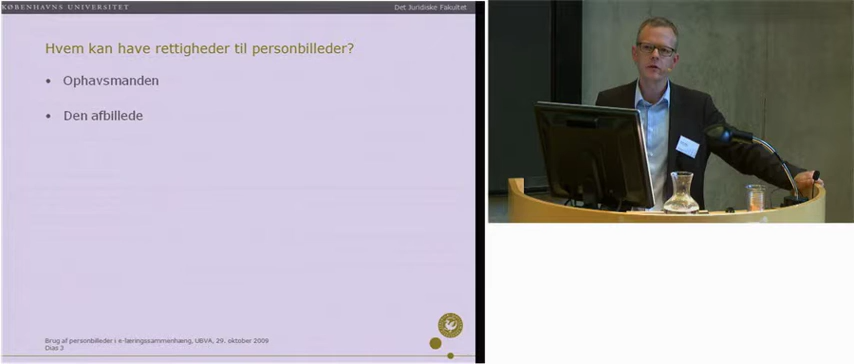 KØBENHAVNS UNIVERSITET
Det Juridiske Fakultet
Hvem kan have rettigheder til personbilleder?
• Ophavsmanden
• Den afbillede
Brug af personbilleder i e-læringssammenhæng, UBVA, 29. oktober 2009
Dias 3